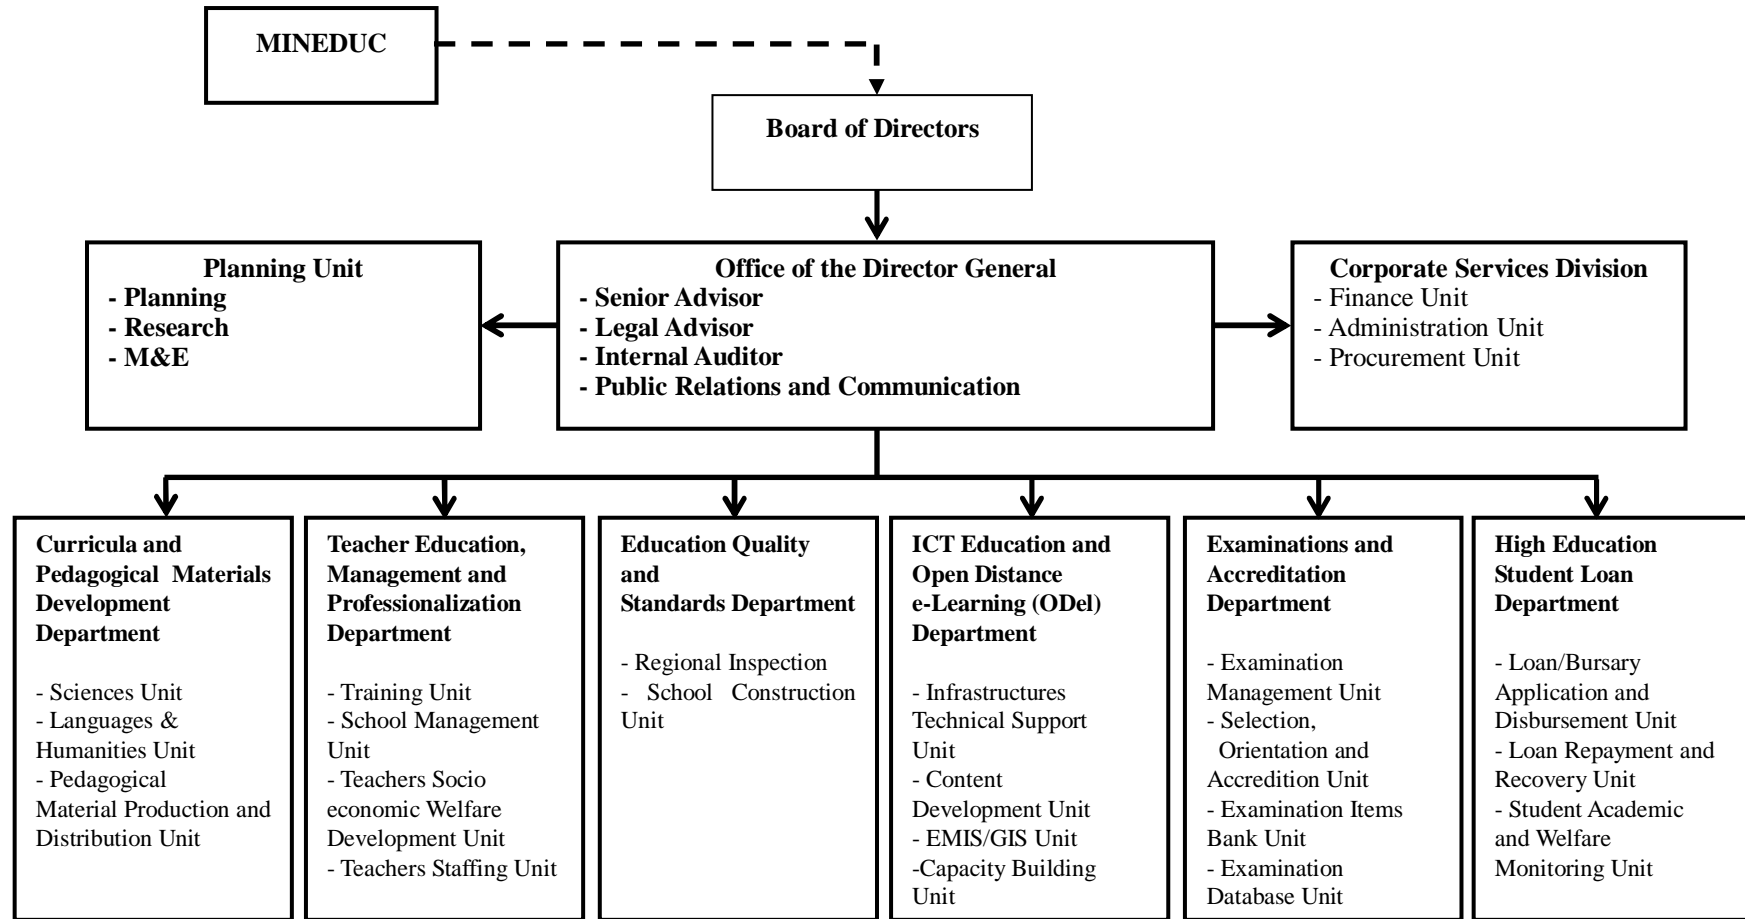 MINEDUC
Board of Directors
Planning Unit
- Planning
- Research
- M&E
Office of the Director General
- Senior Advisor
- Legal Advisor
- Internal Auditor
- Public Relations and Communication
Corporate Services Division
- Finance Unit
- Administration Unit
- Procurement Unit
Curricula and
Pedagogical Materials
Development
Department
- Sciences Unit
- Languages &
Humanities Unit
- Pedagogical
Material Production and
Distribution Unit
Teacher Education,
Management and
Professionalization
Department
- Training Unit
- School Management
Unit
- Teachers Socio
economic Welfare
Development Unit
- Teachers Staffing Unit
Education Quality
and
Standards Department
- Regional Inspection
- School Construction
Unit
ICT Education and
Open Distance
e-Learning (ODel)
Department
- Infrastructures
Technical Support
Unit
- Content
Development Unit
- EMIS/GIS Unit
-Capacity Building
Unit
Examinations and
Accreditation
Department
- Examination
Management Unit
- Selection,
Orientation and
Accredition Unit
- Examination Items
Bank Unit
- Examination
Database Unit
High Education
Student Loan
Department
- Loan/Bursary
Application and
Disbursement Unit
- Loan Repayment and
Recovery Unit
- Student Academic
and Welfare
Monitoring Unit